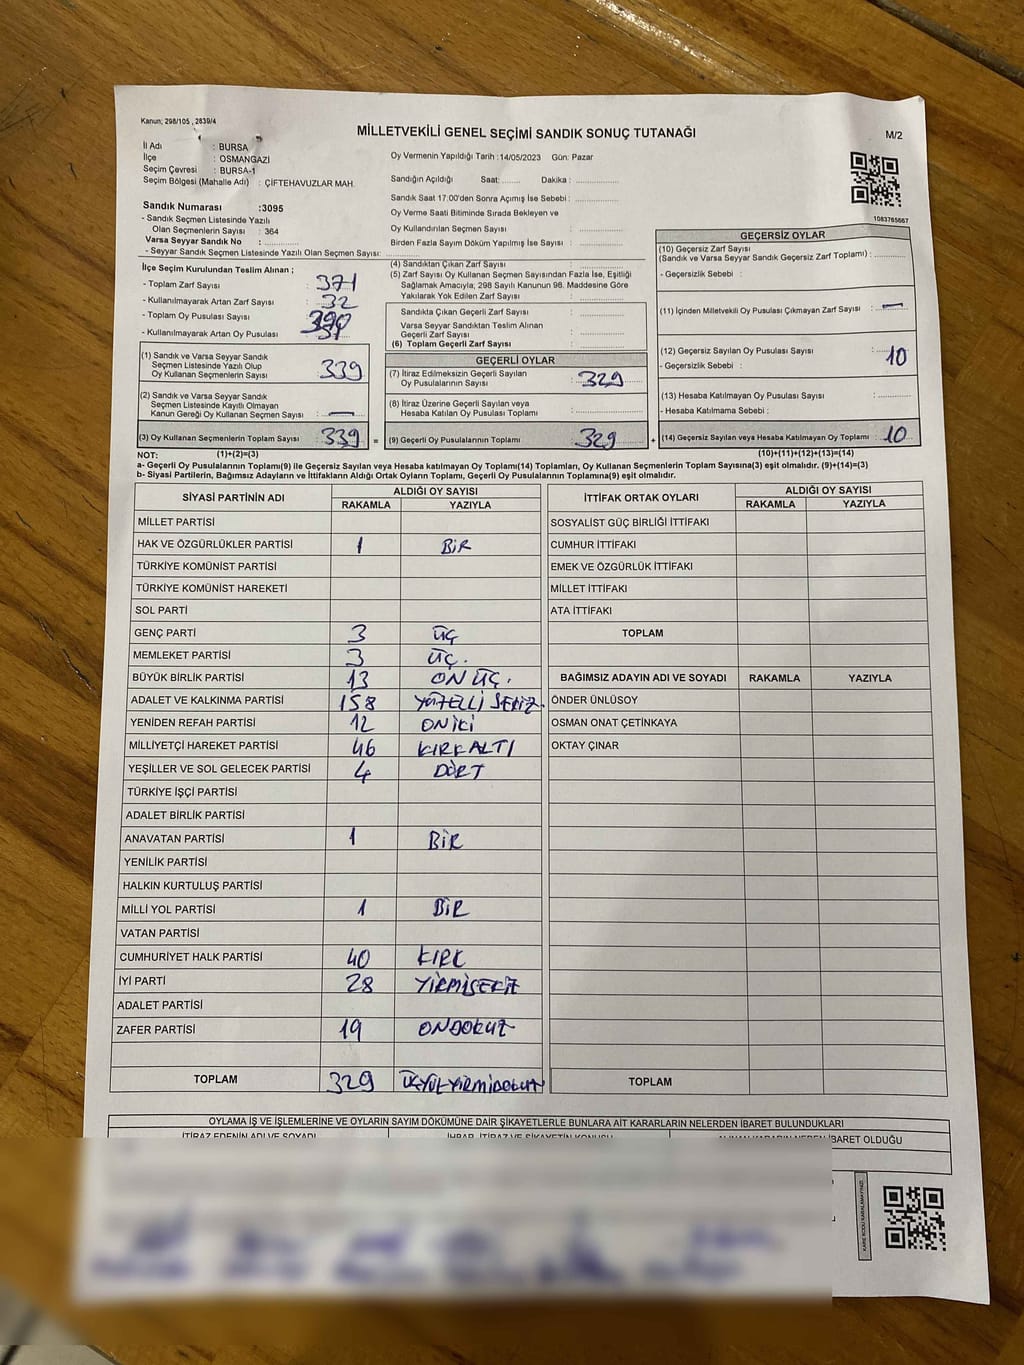 Kanun; 298/105 , 2839/4
MİLLETVEKİLİ GENEL SEÇİMİ SANDIK SONUÇ TUTANAĞI
M/2
İl Adı : BURSA
İlçe : OSMANGAZİ
Seçim Çevresi : BURSA-1
Seçim Bölgesi (Mahalle Adı) : ÇİFTEHAVUZLAR MAH.
Oy Vermenin Yapıldığı Tarih :14/05/2023 Gün: Pazar
Sandığın Açıldığı Saat:........ Dakika : ................
Sandık Saat 17:00'den Sonra Açımış İse Sebebi : ................
Oy Verme Saati Bitiminde Sırada Bekleyen ve
Oy Kullandırılan Seçmen Sayısı : ................
Birden Fazla Sayım Döküm Yapılmış İse Sayısı : ................
1083765667
Sandık Numarası :3095
- Sandık Seçmen Listesinde Yazılı
Olan Seçmenlerin Sayısı : 364
Varsa Seyyar Sandık No : ............
- Seyyar Sandık Seçmen Listesinde Yazılı Olan Seçmen Sayısı: ............
İlçe Seçim Kurulundan Teslim Alınan ;
- Toplam Zarf Sayısı : 371
- Kullanılmayarak Artan Zarf Sayısı : 32
- Toplam Oy Pusulası Sayısı :
- Kullanılmayarak Artan Oy Pusulası :
(1) Sandık ve Varsa Seyyar Sandık
Seçmen Listesinde Yazılı Olup
Oy Kullanan Seçmenlerin Sayısı : 339
(2) Sandık ve Varsa Seyyar Sandık
Seçmen Listesinde Kayıtlı Olmayan
Kanun Gereği Oy Kullanan Seçmen Sayısı : —
(3) Oy Kullanan Seçmenlerin Toplam Sayısı : 339 =
(4) Sandıktan Çıkan Zarf Sayısı : ................
(5) Zarf Sayısı Oy Kullanan Seçmen Sayısından Fazla İse, Eşitliği
Sağlamak Amacıyla; 298 Sayılı Kanunun 98. Maddesine Göre
Yakılarak Yok Edilen Zarf Sayısı : ................
Sandıkta Çıkan Geçerli Zarf Sayısı : ................
Varsa Seyyar Sandıktan Teslim Alınan
Geçerli Zarf Sayısı : ................
(6) Toplam Geçerli Zarf Sayısı : ................
GEÇERLİ OYLAR
(7) İtiraz Edilmeksizin Geçerli Sayılan
Oy Pusulalarının Sayısı : 329
(8) İtiraz Üzerine Geçerli Sayılan veya
Hesaba Katılan Oy Pusulası Toplamı : ................
(9) Geçerli Oy Pusulalarının Toplamı : 329 +
GEÇERSİZ OYLAR
(10) Geçersiz Zarf Sayısı
(Sandık ve Varsa Seyyar Sandık Geçersiz Zarf Toplamı) : ............
- Geçersizlik Sebebi :
(11) İçinden Milletvekili Oy Pusulası Çıkmayan Zarf Sayısı : —
(12) Geçersiz Sayılan Oy Pusulası Sayısı : 10
- Geçersizlik Sebebi :
(13) Hesaba Katılmayan Oy Pusulası Sayısı : ............
- Hesaba Katılmama Sebebi :
(14) Geçersiz Sayılan veya Hesaba Katılmayan Oy Toplamı : 10
NOT: (1)+(2)=(3) (10)+(11)+(12)+(13)=(14)
a- Geçerli Oy Pusulalarının Toplamı(9) ile Geçersiz Sayılan veya Hesaba katılmayan Oy Toplamı(14) Toplamları, Oy Kullanan Seçmenlerin Toplam Sayısına(3) eşit olmalıdır. (9)+(14)=(3)
b- Siyasi Partilerin, Bağımsız Adayların ve İttifakların Aldığı Ortak Oyların Toplamı, Geçerli Oy Pusulalarının Toplamına(9) eşit olmalıdır.
SİYASİ PARTİNİN ADI ALDIĞI OY SAYISI
RAKAMLA YAZIYLA
MİLLET PARTİSİ
HAK VE ÖZGÜRLÜKLER PARTİSİ 1 BİR
TÜRKİYE KOMÜNİST PARTİSİ
TÜRKİYE KOMÜNİST HAREKETİ
SOL PARTİ
GENÇ PARTİ 3 ÜÇ
MEMLEKET PARTİSİ 3 ÜÇ.
BÜYÜK BİRLİK PARTİSİ 13 ON ÜÇ.
ADALET VE KALKINMA PARTİSİ 158 YÜZELLİ SEKİZ
YENİDEN REFAH PARTİSİ 12 ONİKİ
MİLLİYETÇİ HAREKET PARTİSİ 46 KIRKALTI
YEŞİLLER VE SOL GELECEK PARTİSİ 4 DÖRT
TÜRKİYE İŞÇİ PARTİSİ
ADALET BİRLİK PARTİSİ
ANAVATAN PARTİSİ 1 BİR
YENİLİK PARTİSİ
HALKIN KURTULUŞ PARTİSİ
MİLLİ YOL PARTİSİ 1 BİR
VATAN PARTİSİ
CUMHURİYET HALK PARTİSİ 40 KIRK
İYİ PARTİ 28 YİRMİSEKİZ
ADALET PARTİSİ
ZAFER PARTİSİ 19 ONDOKUZ
TOPLAM 329 ÜÇYÜZYİRMİDOKUZ
İTTİFAK ORTAK OYLARI ALDIĞI OY SAYISI
RAKAMLA YAZIYLA
SOSYALİST GÜÇ BİRLİĞİ İTTİFAKI
CUMHUR İTTİFAKI
EMEK VE ÖZGÜRLÜK İTTİFAKI
MİLLET İTTİFAKI
ATA İTTİFAKI
TOPLAM
BAĞIMSIZ ADAYIN ADI VE SOYADI RAKAMLA YAZIYLA
ÖNDER ÜNLÜSOY
OSMAN ONAT ÇETİNKAYA
OKTAY ÇINAR
TOPLAM
OYLAMA İŞ VE İŞLEMLERİNE VE OYLARIN SAYIM DÖKÜMÜNE DAİR ŞİKAYETLERLE BUNLARA AİT KARARLARIN NELERDEN İBARET BULUNDUKLARI
İTİRAZ EDENİN ADI VE SOYADI İHBAR, İTİRAZ VE ŞİKAYETİN KONUSU İBARET OLDUĞU